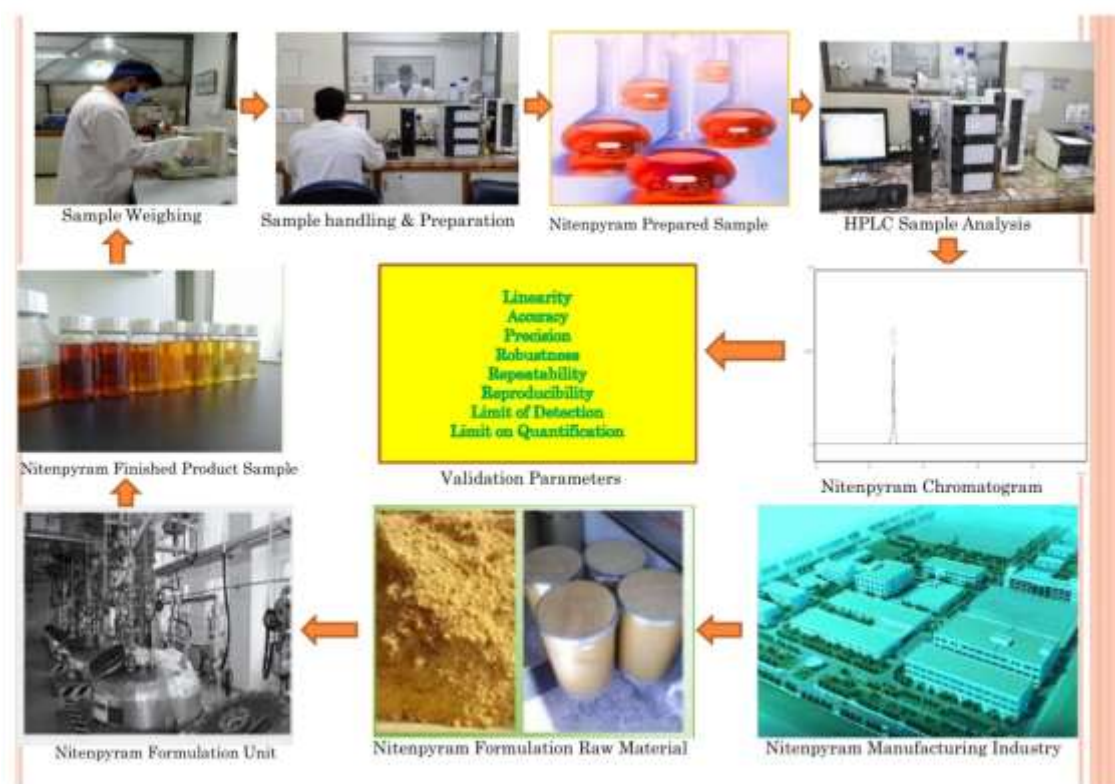 Sample Weighing
Sample handling & Preparation
Nitenpyram Prepared Sample
HPLC Sample Analysis
Linearity
Accuracy
Precision
Robustness
Repeatability
Reproducibility
Limit of Detection
Limit on Quantification
Validation Parameters
Nitenpyram Chromatogram
Nitenpyram Finished Product Sample
Nitenpyram Formulation Unit
Nitenpyram Formulation Raw Material
Nitenpyram Manufacturing Industry